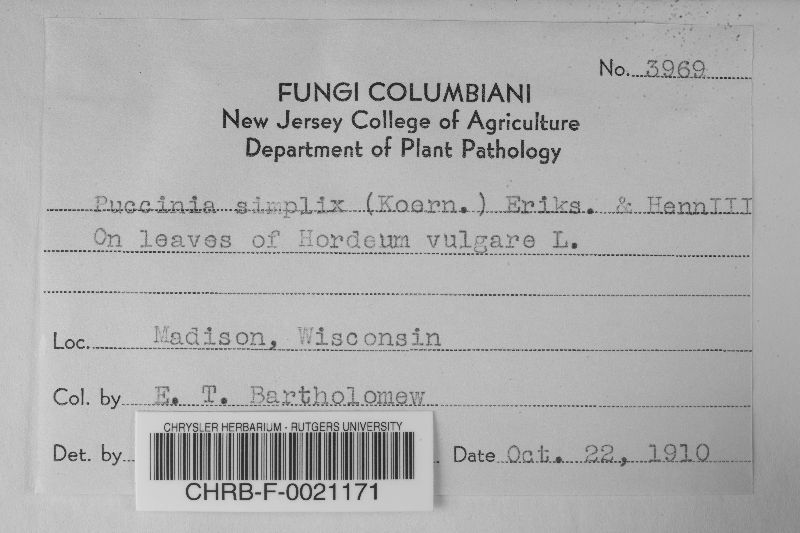 No. 3969
FUNGI COLUMBIANI
New Jersey College of Agriculture
Department of Plant Pathology
Puccinia simplix (Koern.) Eriks. & HennIII
On leaves of Hordeum vulgare L.
Loc. Madison, Wisconsin
Col. by E. T. Bartholomew
Det. by Date Oct. 22, 1910
CHRYSLER HERBARIUM - RUTGERS UNIVERSITY
CHRB-F-0021171